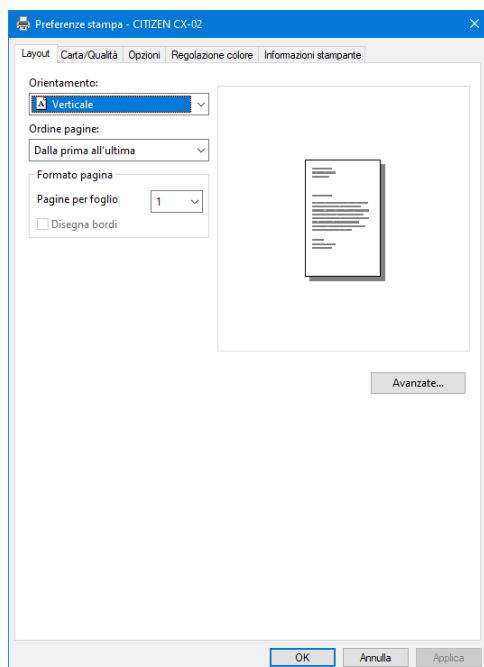 Preferenze stampa - CITIZEN CX-02
Layout Carta/Qualità Opzioni Regolazione colore Informazioni stampante
Orientamento:
A Verticale
Ordine pagine:
Dalla prima all'ultima
Formato pagina
Pagine per foglio 1
Disegna bordi
Avanzate...
OK Annulla Applica